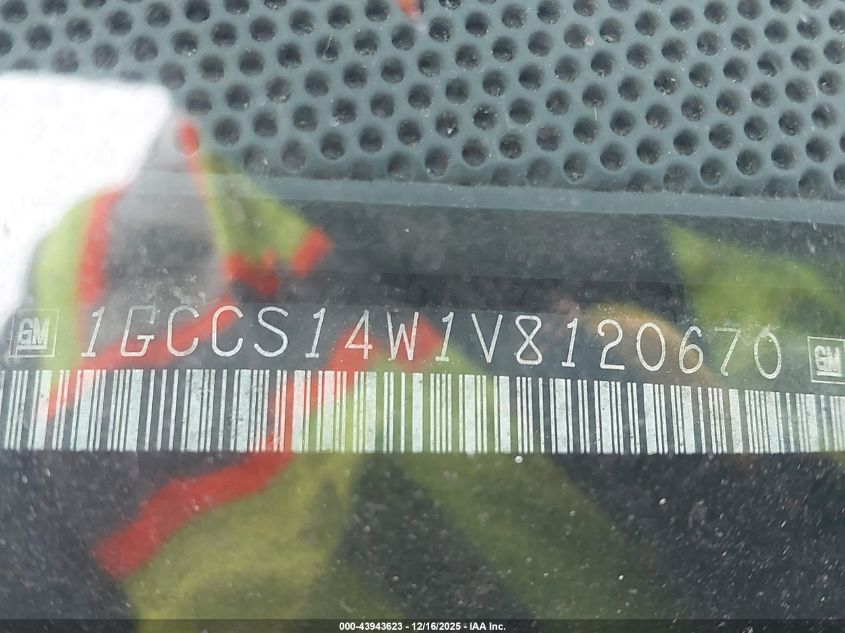 GM 1GCCS14W1V8120670 GM
000-43943623 - 12/16/2025 - IAA Inc.